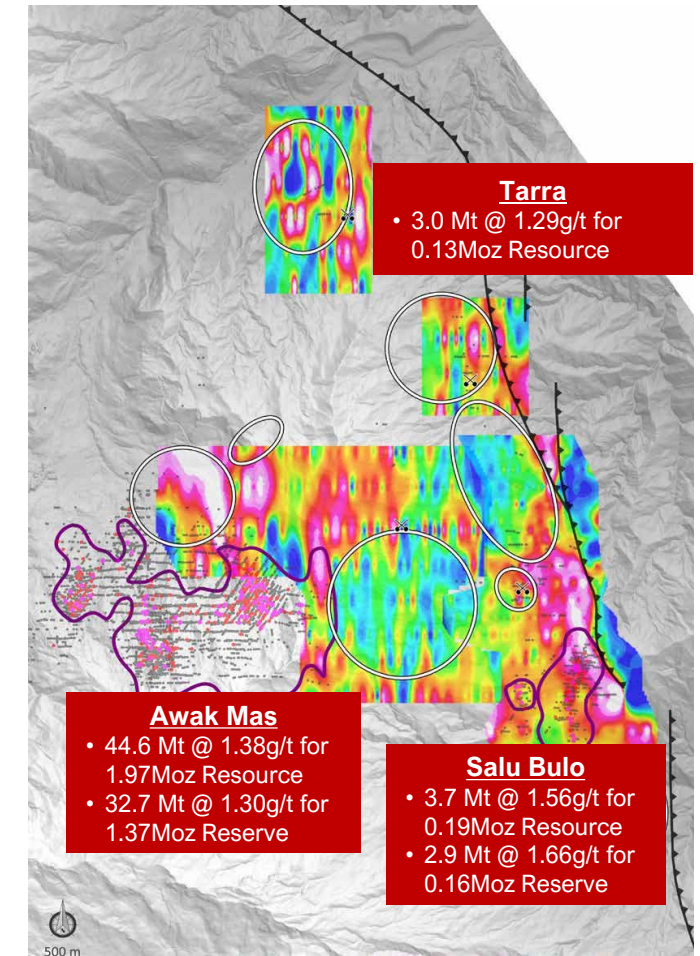 Tarra
• 3.0 Mt @ 1.29g/t for
0.13Moz Resource
Awak Mas
• 44.6 Mt @ 1.38g/t for
1.97Moz Resource
• 32.7 Mt @ 1.30g/t for
1.37Moz Reserve
Salu Bulo
• 3.7 Mt @ 1.56g/t for
0.19Moz Resource
• 2.9 Mt @ 1.66g/t for
0.16Moz Reserve
500 m